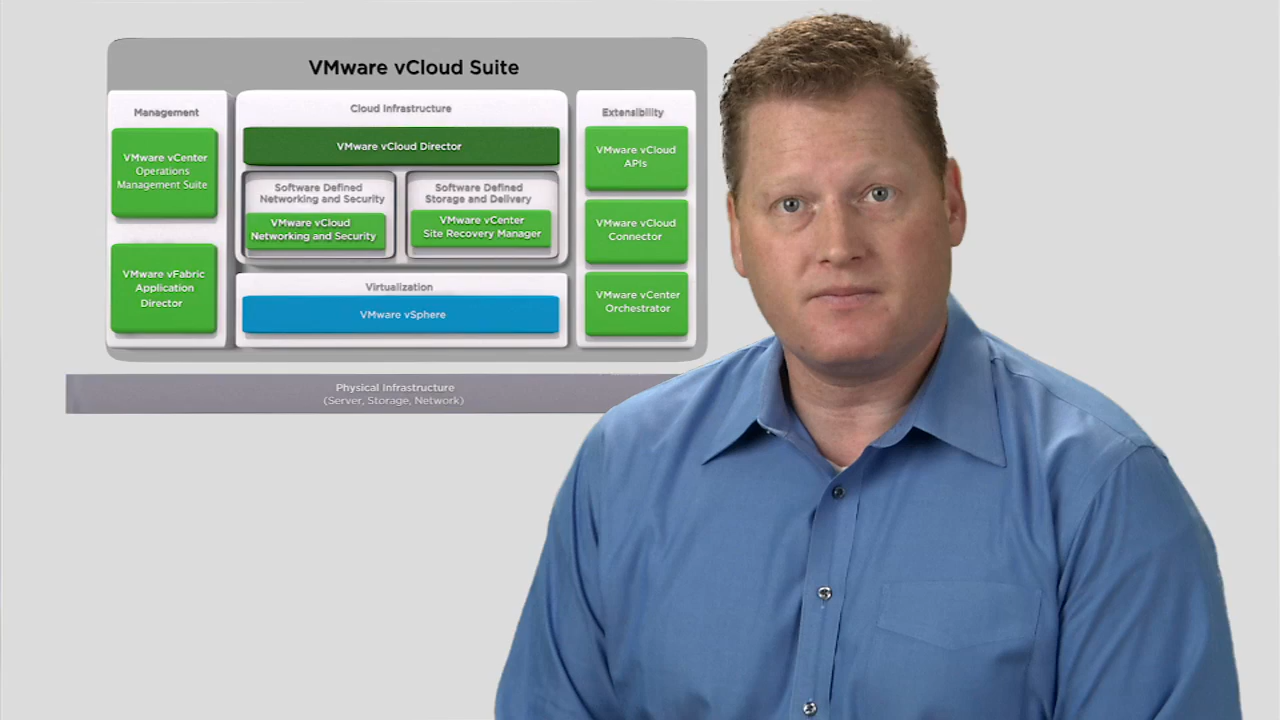 VMware vCloud Suite
Management
VMware vCenter
Operations
Management Suite
VMware vFabric
Application
Director
Cloud Infrastructure
VMware vCloud Director
Software Defined
Networking and Security
VMware vCloud
Networking and Security
Software Defined
Storage and Delivery
VMware vCenter
Site Recovery Manager
Virtualization
VMware vSphere
Extensibility
VMware vCloud
APIs
VMware vCloud
Connector
VMware vCenter
Orchestrator
Physical Infrastructure
(Server, Storage, Network)